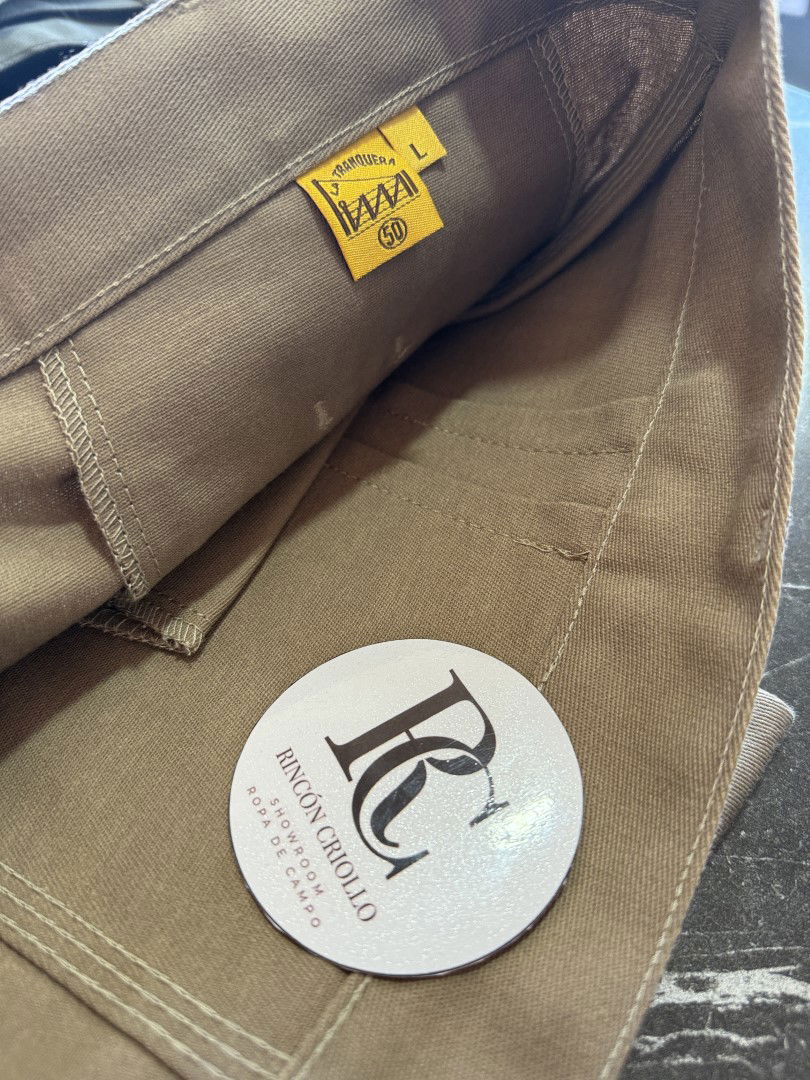 LA TRANQUERA
50
L
RC
RINCÓN CRIOLLO
SHOWROOM
ROPA DE CAMPO